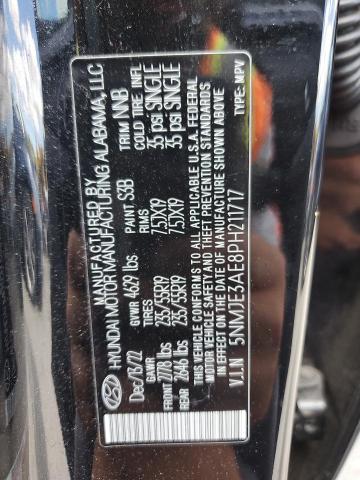 MANUFACTURED BY
HYUNDAI MOTOR MANUFACTURING ALABAMA, LLC
Dec/13/22 GVWR 4629 lbs PAINT S3B TRIM NNB
GAWR TIRES RIMS COLD TIRE. INFL
FRONT 2778 lbs 235/55R19 7.5JX19 35 psi SINGLE
REAR 2646 lbs 235/55R19 7.5JX19 35 psi SINGLE
THIS VEHICLE CONFORMS TO ALL APPLICABLE U.S.A. FEDERAL
MOTOR VEHICLE SAFETY AND THEFT PREVENTION STANDARDS
IN EFFECT ON THE DATE OF MANUFACTURE SHOWN ABOVE.
V.I.N 5NMJE3AE8PH211717 TYPE: MPV